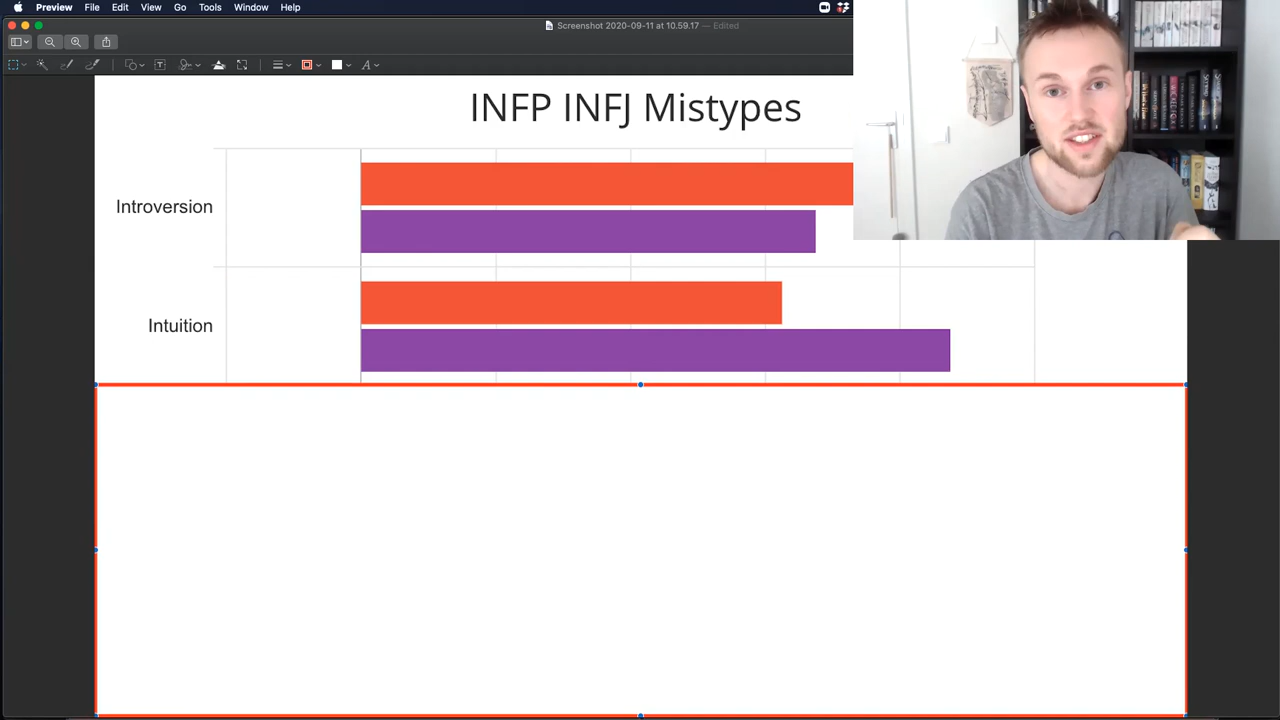 Preview File Edit View Go Tools Window Help
Screenshot 2020-09-11 at 10.59.17 — Edited
INFP INFJ Mistypes
Introversion
Intuition